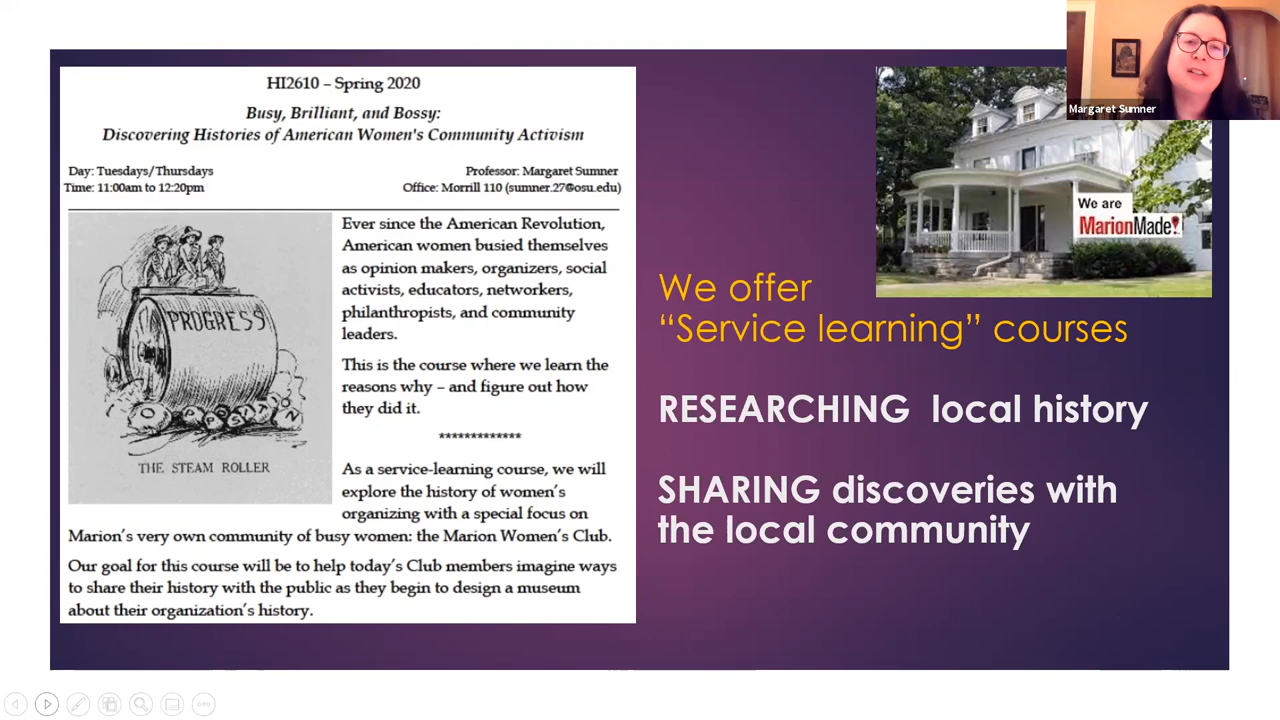 HI2610 – Spring 2020
Busy, Brilliant, and Bossy:
Discovering Histories of American Women's Community Activism
Day: Tuesdays/Thursdays
Time: 11:00am to 12:20pm
Professor: Margaret Sumner
Office: Morrill 110 (sumner.27@osu.edu)
PROGRESS
OPPOSITION
THE STEAM ROLLER
Ever since the American Revolution,
American women busied themselves
as opinion makers, organizers, social
activists, educators, networkers,
philanthropists, and community
leaders.
This is the course where we learn the
reasons why – and figure out how
they did it.
*************
As a service-learning course, we will
explore the history of women's
organizing with a special focus on
Marion's very own community of busy women: the Marion Women's Club.
Our goal for this course will be to help today's Club members imagine ways
to share their history with the public as they begin to design a museum
about their organization's history.
Margaret Sumner
We are
MarionMade!
We offer
“Service learning” courses
RESEARCHING local history
SHARING discoveries with
the local community